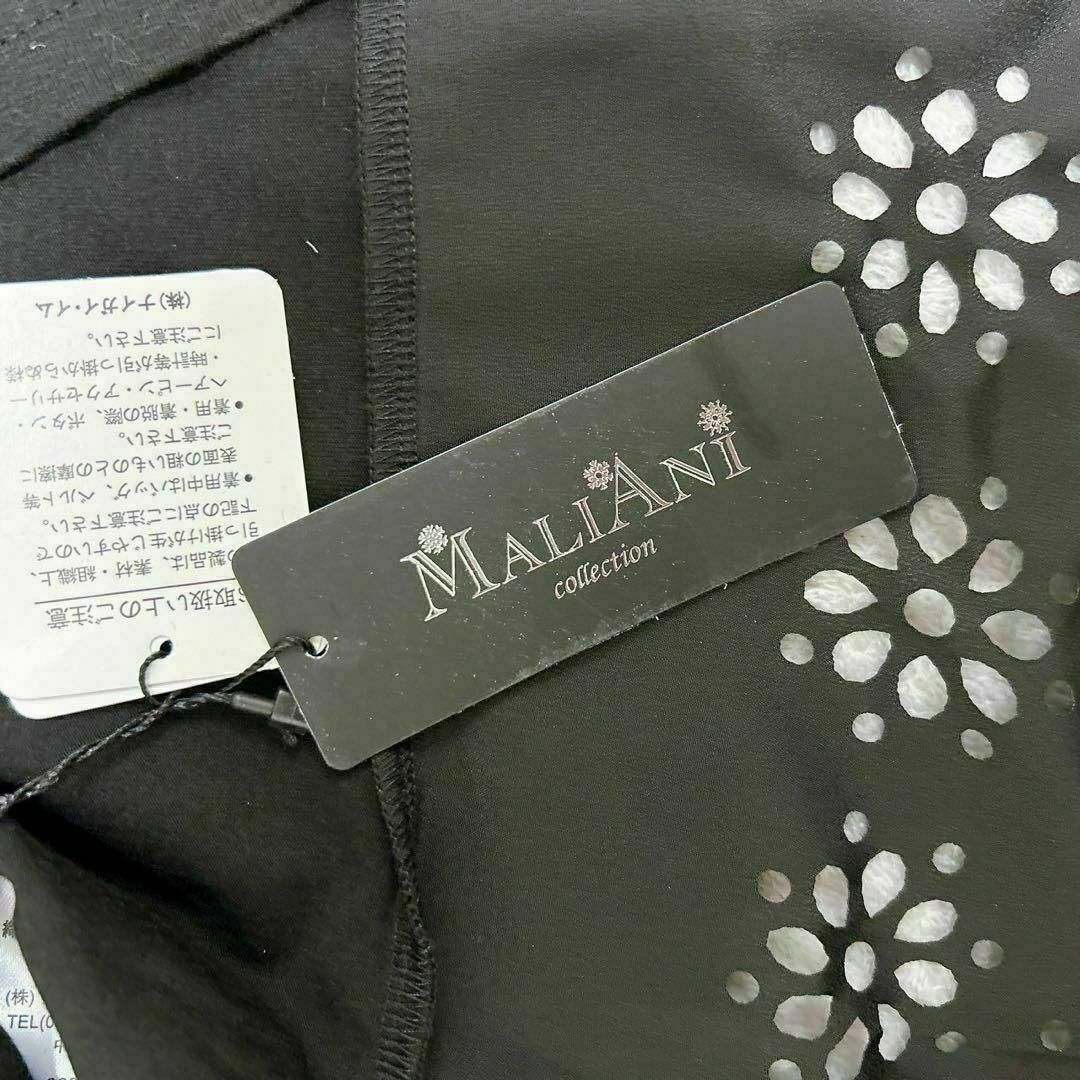 お取扱い上のご注意
の製品は、素材・組織上、
引っ掛けが生じやすいので
下記の点にご注意下さい。
●着用中はバッグ、ベルト等
表面の粗いものとの摩擦に
ご注意下さい。
●着用・着脱の際、ボタン・
ヘアーピン・アクセサリー
・時計等が引っ掛からぬ様
にご注意下さい。
(株)ナイガイ・イム
MALIANI
collection
(株)
TEL(0